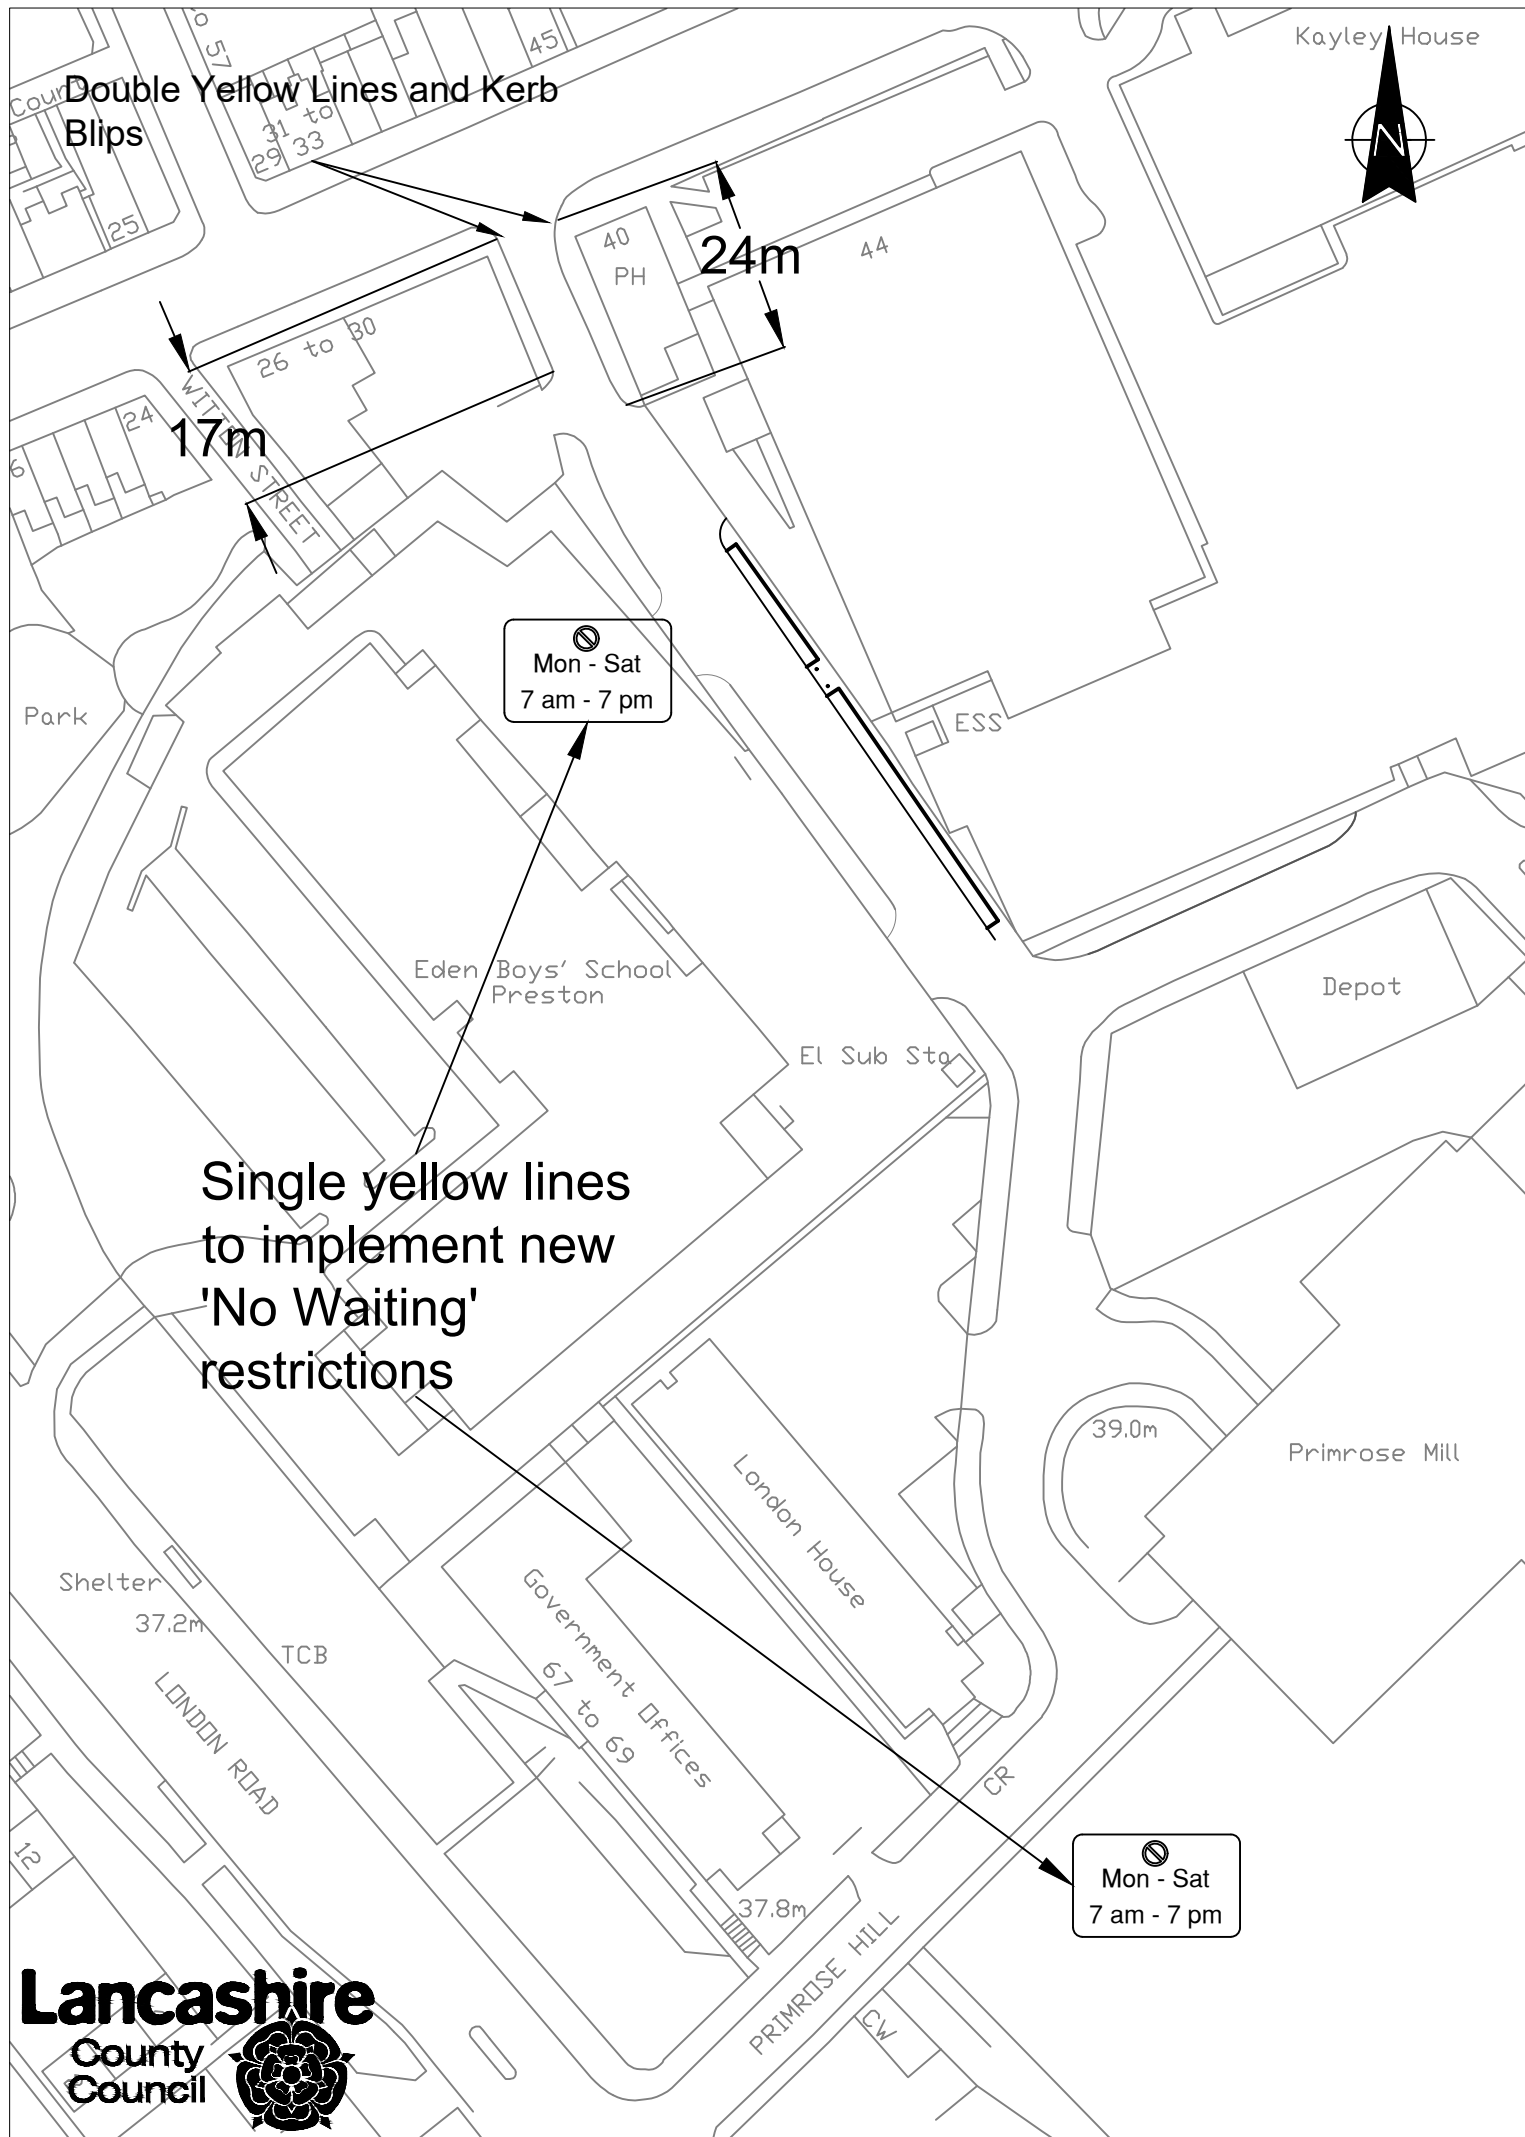 Kayley House
45
to 57
Court
Double Yellow Lines and Kerb
Blips
31 to
29 33
25
N
40
PH
24m
44
26 to 30
WITTON STREET
24
17m
6
Mon - Sat
7 am - 7 pm
Park
ESS
Eden Boys' School
Preston
Depot
El Sub Sta
Single yellow lines
to implement new
'No Waiting'
restrictions
39.0m
Primrose Mill
London House
Shelter
37.2m
TCB
Government Offices
67 to 69
LONDON ROAD
CR
12
Mon - Sat
7 am - 7 pm
37.8m
PRIMROSE HILL
CW
Lancashire
County
Council